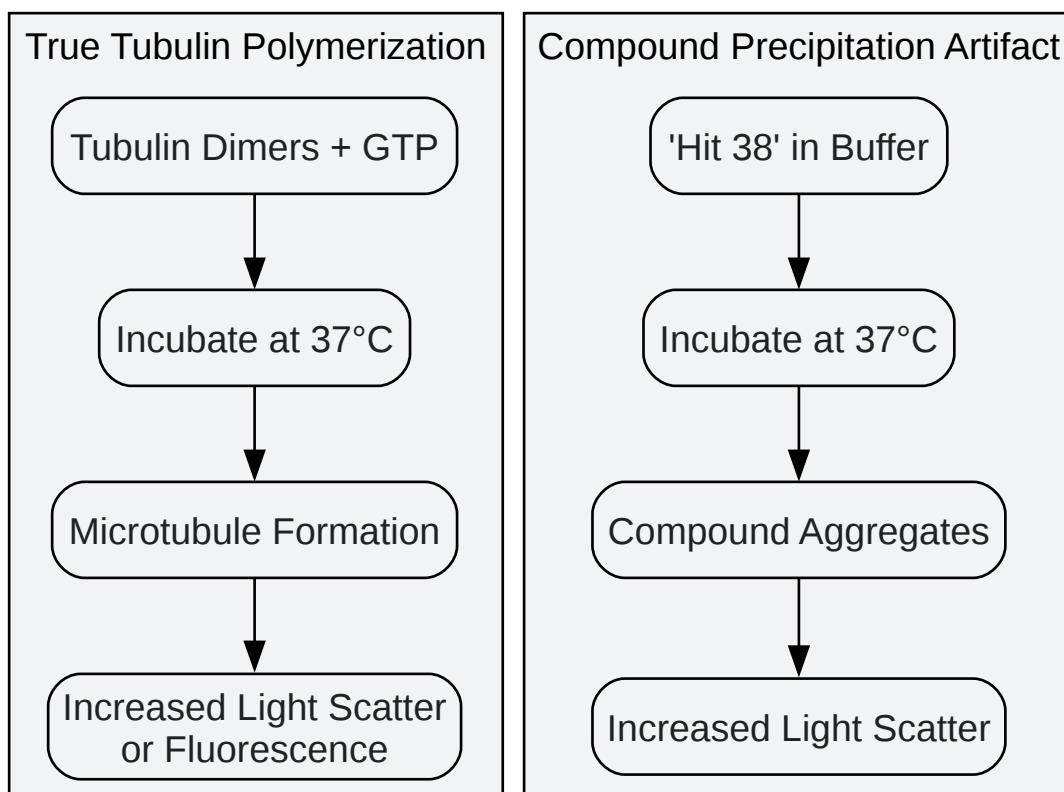 True Tubulin Polymerization
Tubulin Dimers + GTP
Incubate at 37°C
Microtubule Formation
Increased Light Scatter
or Fluorescence
Compound Precipitation Artifact
'Hit 38' in Buffer
Incubate at 37°C
Compound Aggregates
Increased Light Scatter